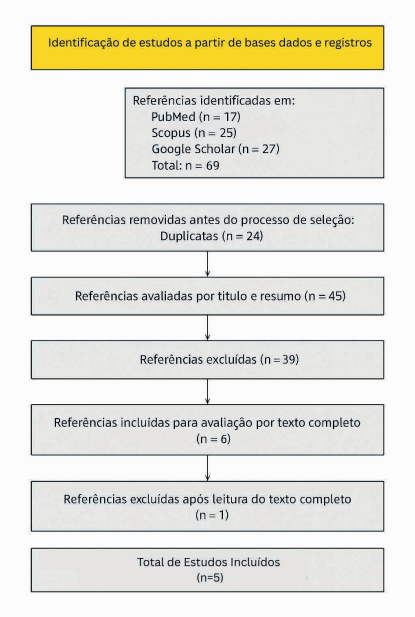 Identificação de estudos a partir de bases dados e registros
Referências identificadas em:
PubMed (n = 17)
Scopus (n = 25)
Google Scholar (n = 27)
Total: n = 69
Referências removidas antes do processo de seleção:
Duplicatas (n = 24)
Referências avaliadas por titulo e resumo (n = 45)
Referências excluídas (n = 39)
Referências incluídas para avaliação por texto completo
(n = 6)
Referências excluídas após leitura do texto completo
(n = 1)
Total de Estudos Incluídos
(n=5)